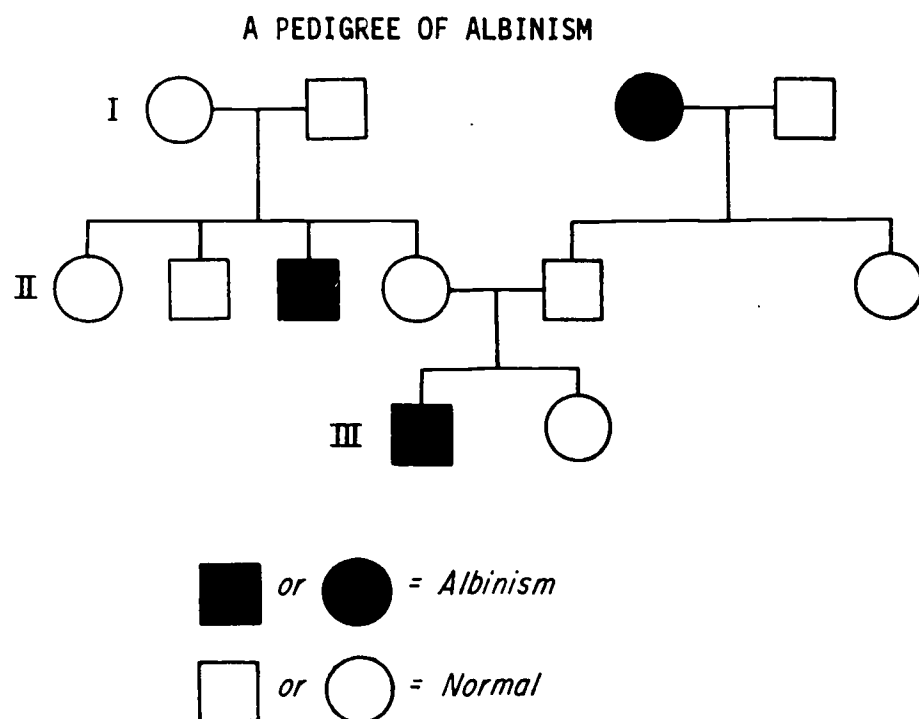 A PEDIGREE OF ALBINISM
I
II
III
or = Albinism
or = Normal